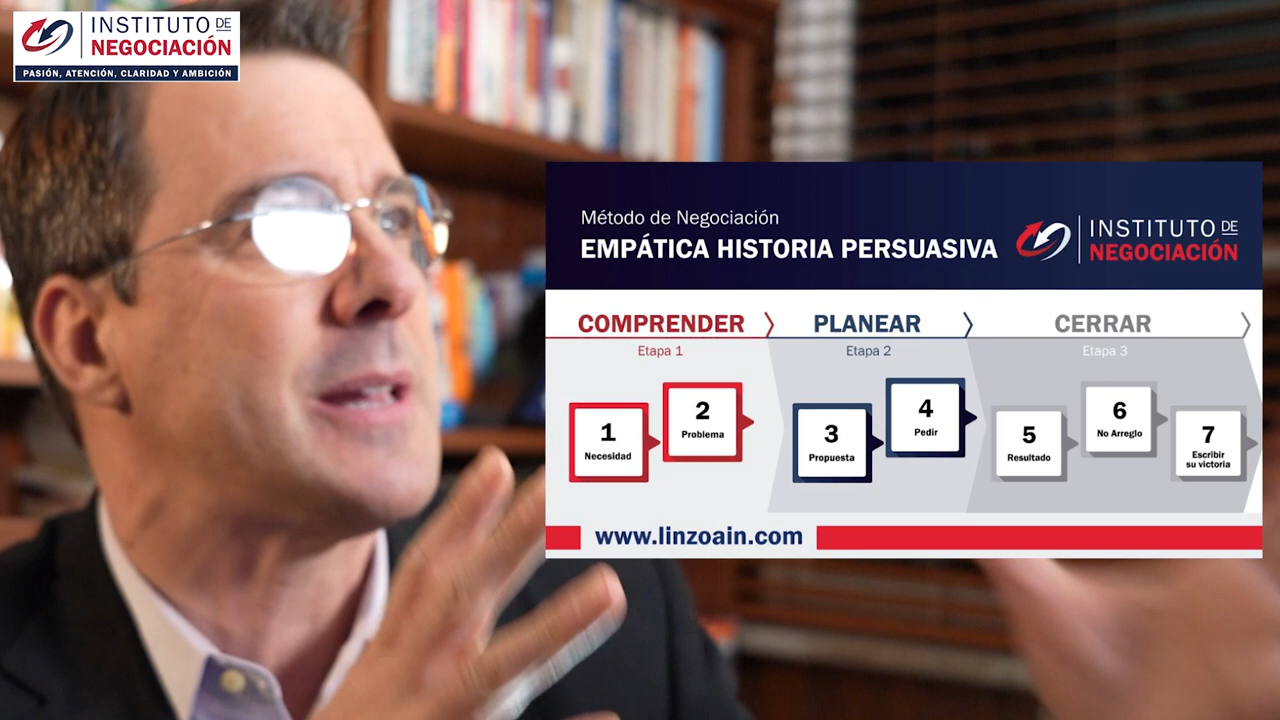 INSTITUTO DE
NEGOCIACIÓN
PASIÓN, ATENCIÓN, CLARIDAD Y AMBICIÓN
Método de Negociación
EMPÁTICA HISTORIA PERSUASIVA
INSTITUTO DE
NEGOCIACIÓN
COMPRENDER
PLANEAR
CERRAR
Etapa 1
Etapa 2
Etapa 3
1
Necesidad
2
Problema
3
Propuesta
4
Pedir
5
Resultado
6
No Arreglo
7
Escribir
su victoria
www.linzoain.com